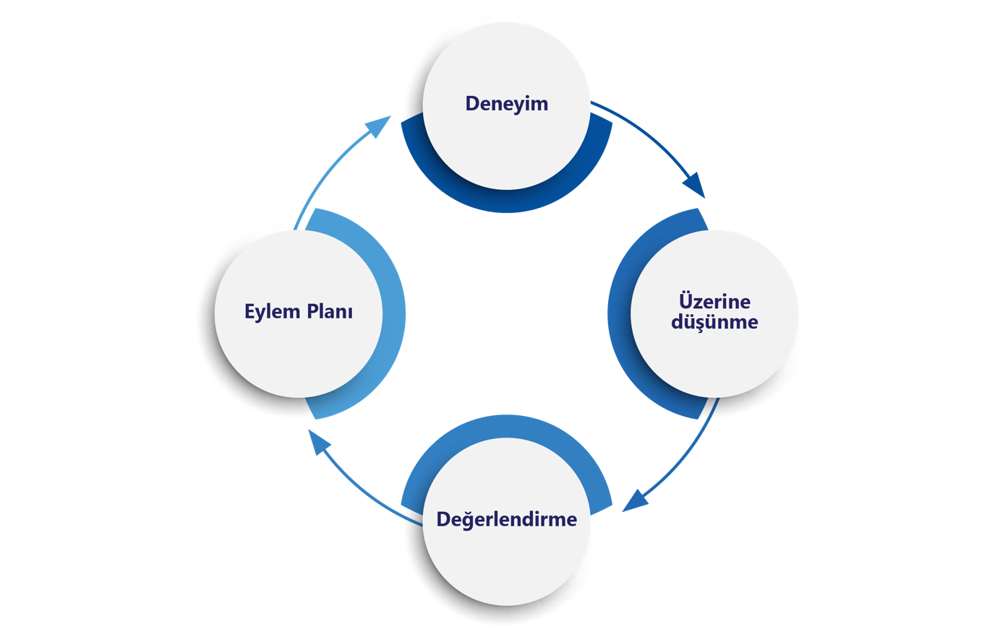 Deneyim
Üzerine
düşünme
Değerlendirme
Eylem Planı